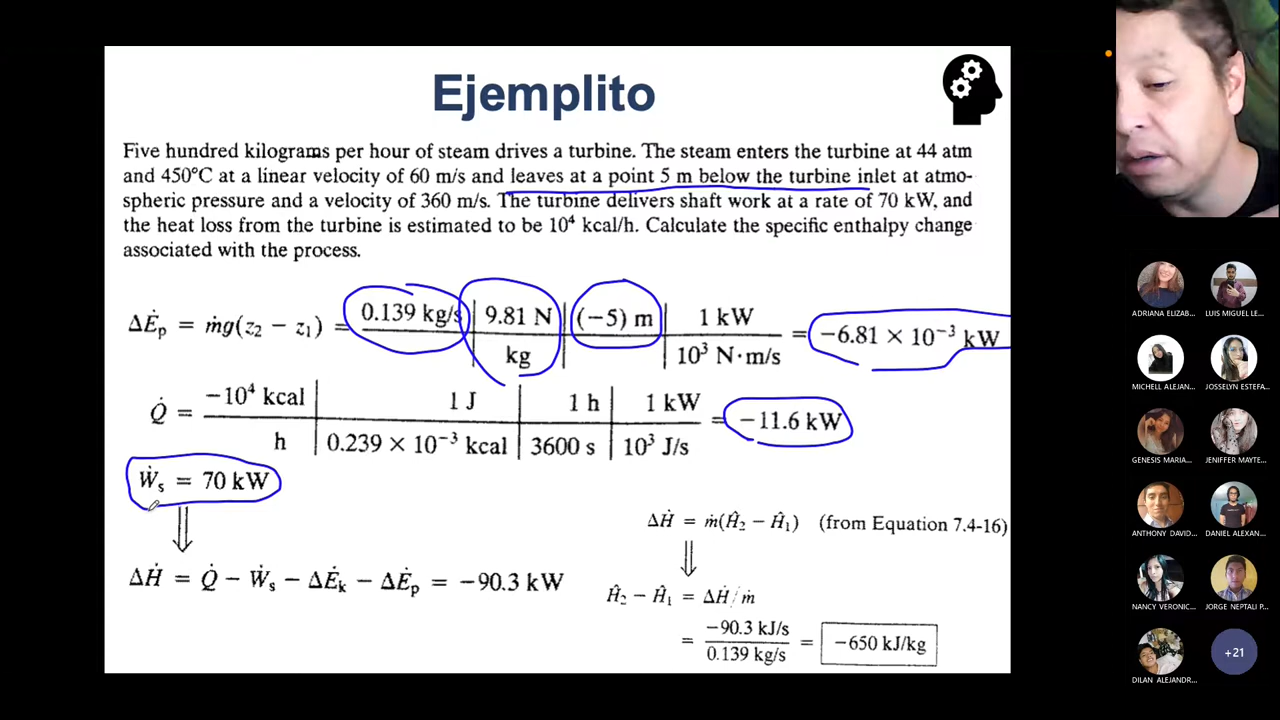 Ejemplito
Five hundred kilograms per hour of steam drives a turbine. The steam enters the turbine at 44 atm
and 450°C at a linear velocity of 60 m/s and leaves at a point 5 m below the turbine inlet at atmo-
spheric pressure and a velocity of 360 m/s. The turbine delivers shaft work at a rate of 70 kW, and
the heat loss from the turbine is estimated to be 10⁴ kcal/h. Calculate the specific enthalpy change
associated with the process.
ΔĖp = ṁg(z₂ − z₁) = 0.139 kg/s | 9.81 N | (−5) m | 1 kW = −6.81 × 10⁻³ kW
kg | 10³ N·m/s
Q̇ = −10⁴ kcal | 1 J | 1 h | 1 kW = −11.6 kW
h | 0.239 × 10⁻³ kcal | 3600 s | 10³ J/s
Ẇs = 70 kW
ΔḢ = ṁ(Ĥ₂ − Ĥ₁) (from Equation 7.4-16)
ΔḢ = Q̇ − Ẇs − ΔĖk − ΔĖp = −90.3 kW
Ĥ₂ − Ĥ₁ = ΔḢ/ṁ
= −90.3 kJ/s
0.139 kg/s
= −650 kJ/kg
ADRIANA ELIZAB...
LUIS MIGUEL LE...
MICHELL ALEJAN...
JOSSELYN ESTEFA...
GENESIS MARIA...
JENIFFER MAYTE...
ANTHONY DAVID...
DANIEL ALEXAN...
NANCY VERONIC...
JORGE NEPTALI P...
DILAN ALEJANDR...
+21